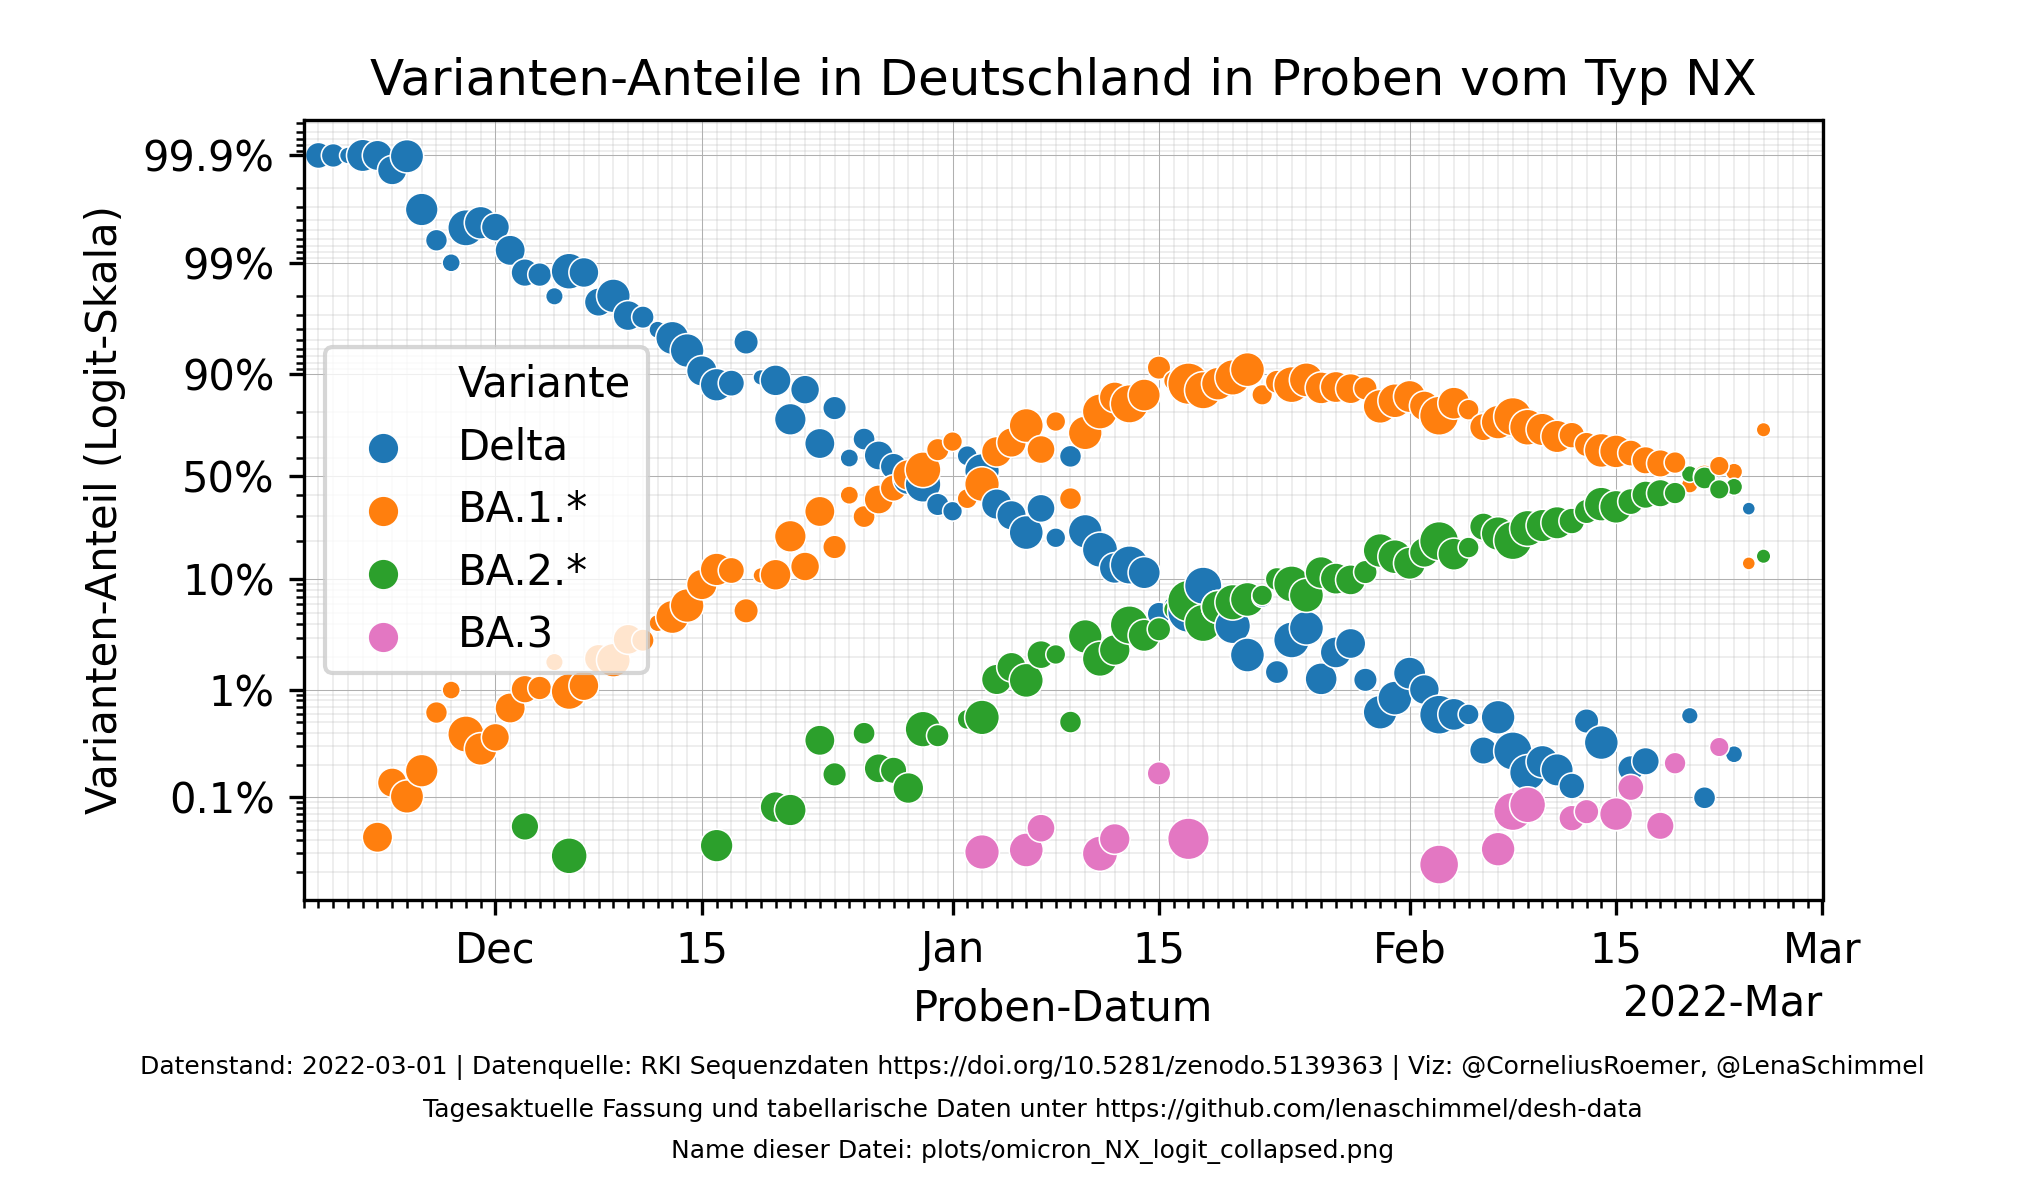 Varianten-Anteile in Deutschland in Proben vom Typ NX
Varianten-Anteil (Logit-Skala)
99.9%
99%
90%
50%
10%
1%
0.1%
Variante
Delta
BA.1.*
BA.2.*
BA.3
Dec 15 Jan 15 Feb 15 Mar
2022-Mar
Proben-Datum
Datenstand: 2022-03-01 | Datenquelle: RKI Sequenzdaten https://doi.org/10.5281/zenodo.5139363 | Viz: @CorneliusRoemer, @LenaSchimmel
Tagesaktuelle Fassung und tabellarische Daten unter https://github.com/lenaschimmel/desh-data
Name dieser Datei: plots/omicron_NX_logit_collapsed.png